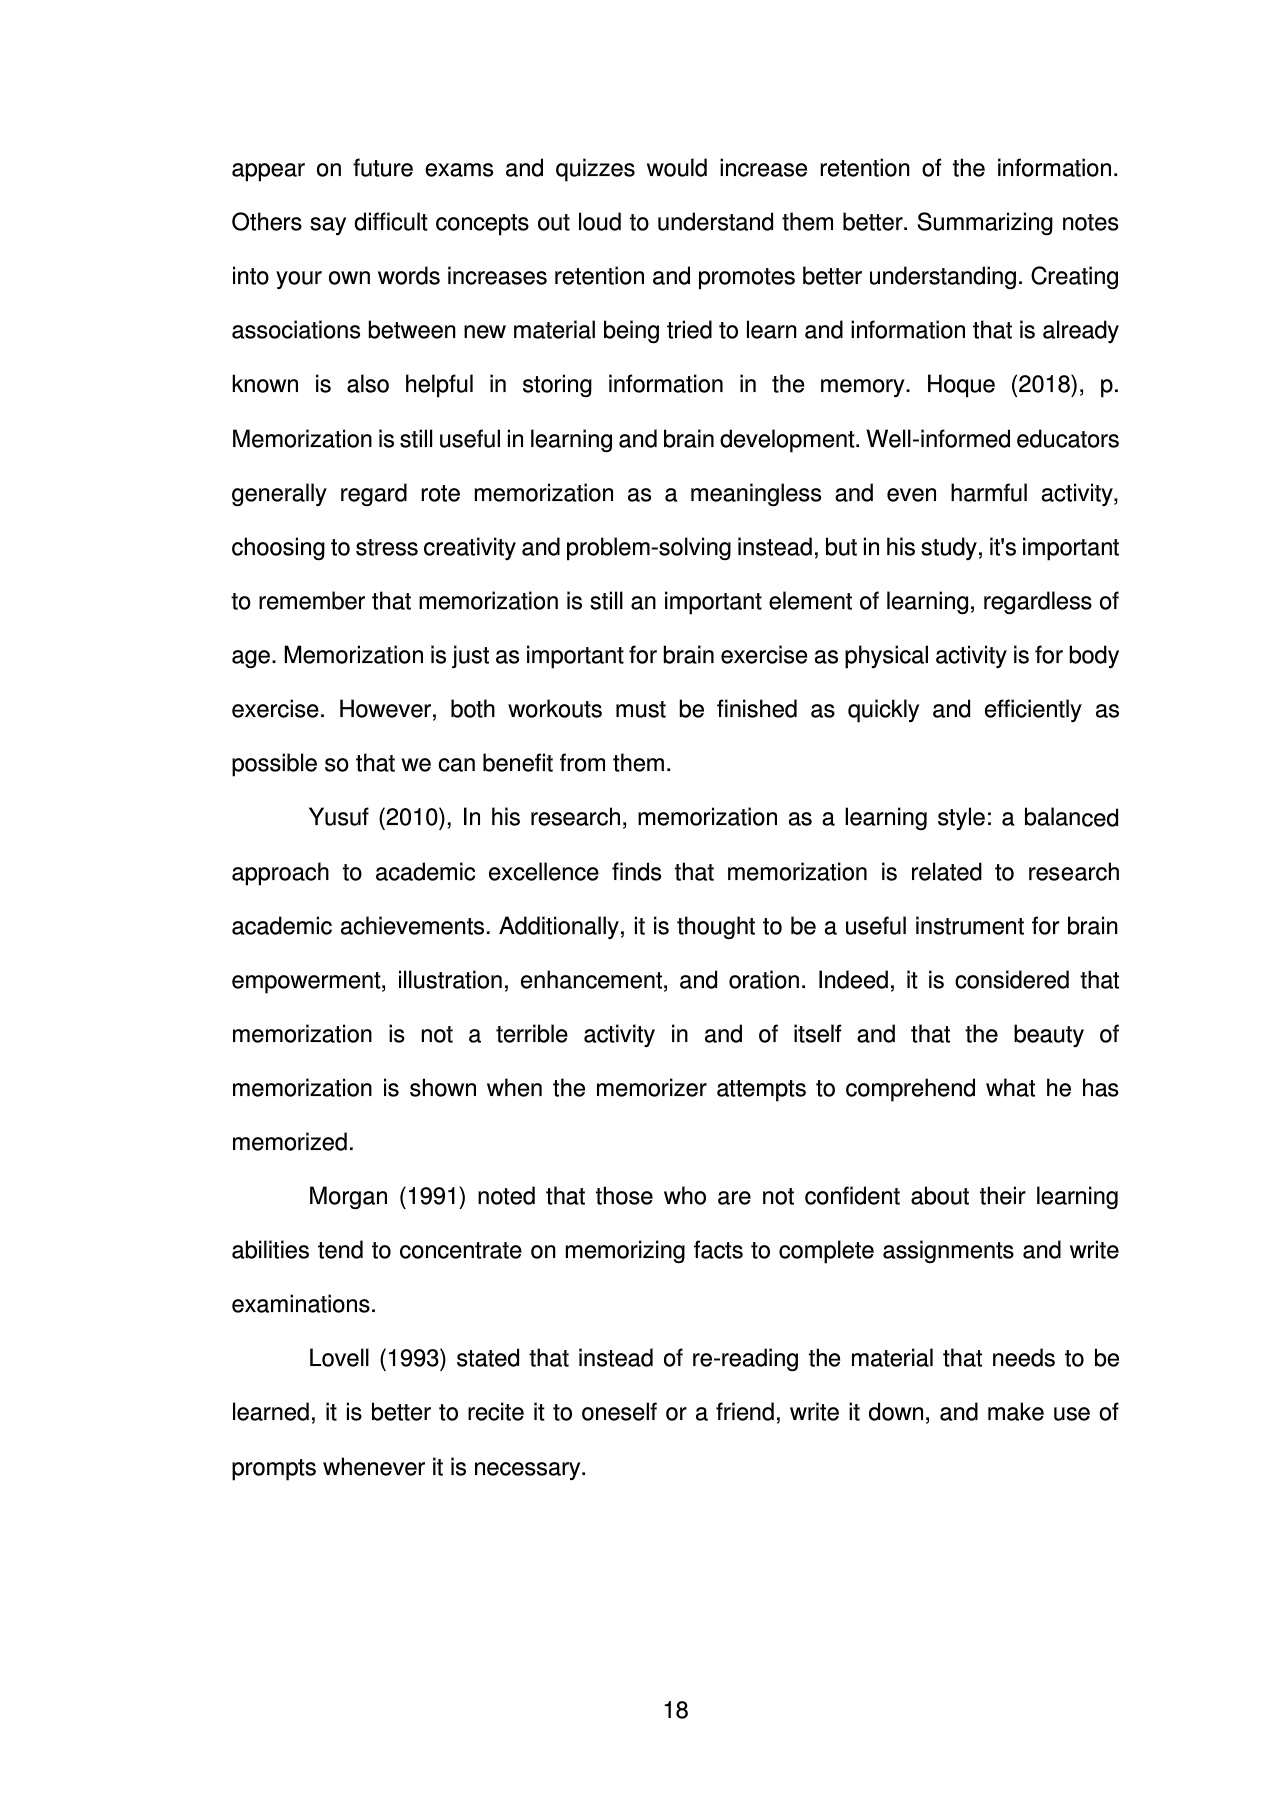 appear on future exams and quizzes would increase retention of the information.
Others say difficult concepts out loud to understand them better. Summarizing notes
into your own words increases retention and promotes better understanding. Creating
associations between new material being tried to learn and information that is already
known is also helpful in storing information in the memory. Hoque (2018), p.
Memorization is still useful in learning and brain development. Well-informed educators
generally regard rote memorization as a meaningless and even harmful activity,
choosing to stress creativity and problem-solving instead, but in his study, it's important
to remember that memorization is still an important element of learning, regardless of
age. Memorization is just as important for brain exercise as physical activity is for body
exercise. However, both workouts must be finished as quickly and efficiently as
possible so that we can benefit from them.
Yusuf (2010), In his research, memorization as a learning style: a balanced
approach to academic excellence finds that memorization is related to research
academic achievements. Additionally, it is thought to be a useful instrument for brain
empowerment, illustration, enhancement, and oration. Indeed, it is considered that
memorization is not a terrible activity in and of itself and that the beauty of
memorization is shown when the memorizer attempts to comprehend what he has
memorized.
Morgan (1991) noted that those who are not confident about their learning
abilities tend to concentrate on memorizing facts to complete assignments and write
examinations.
Lovell (1993) stated that instead of re-reading the material that needs to be
learned, it is better to recite it to oneself or a friend, write it down, and make use of
prompts whenever it is necessary.
18